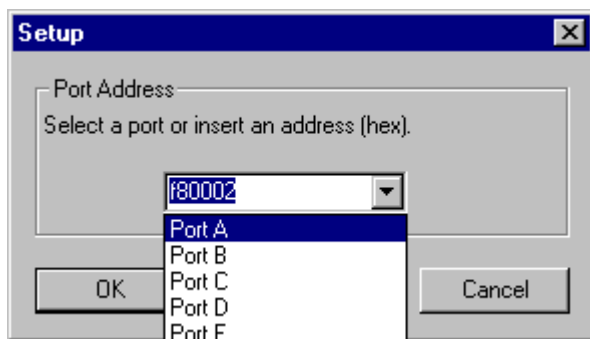 Setup
Port Address
Select a port or insert an address (hex).
f80002
Port A
Port B
Port C
OK
Cancel
Port D